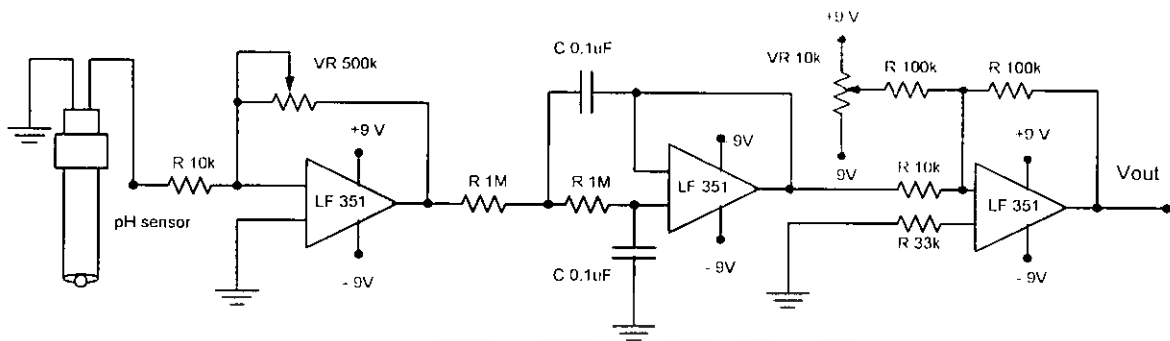 VR 500k
C 0.1uF
+9 V
VR 10k
R 100k
R 100k
9V
+9 V
R 10k
LF 351
pH sensor
- 9V
R 1M
R 1M
C 0.1uF
9V
LF 351
- 9V
R 10k
R 33k
+9 V
LF 351
- 9V
Vout